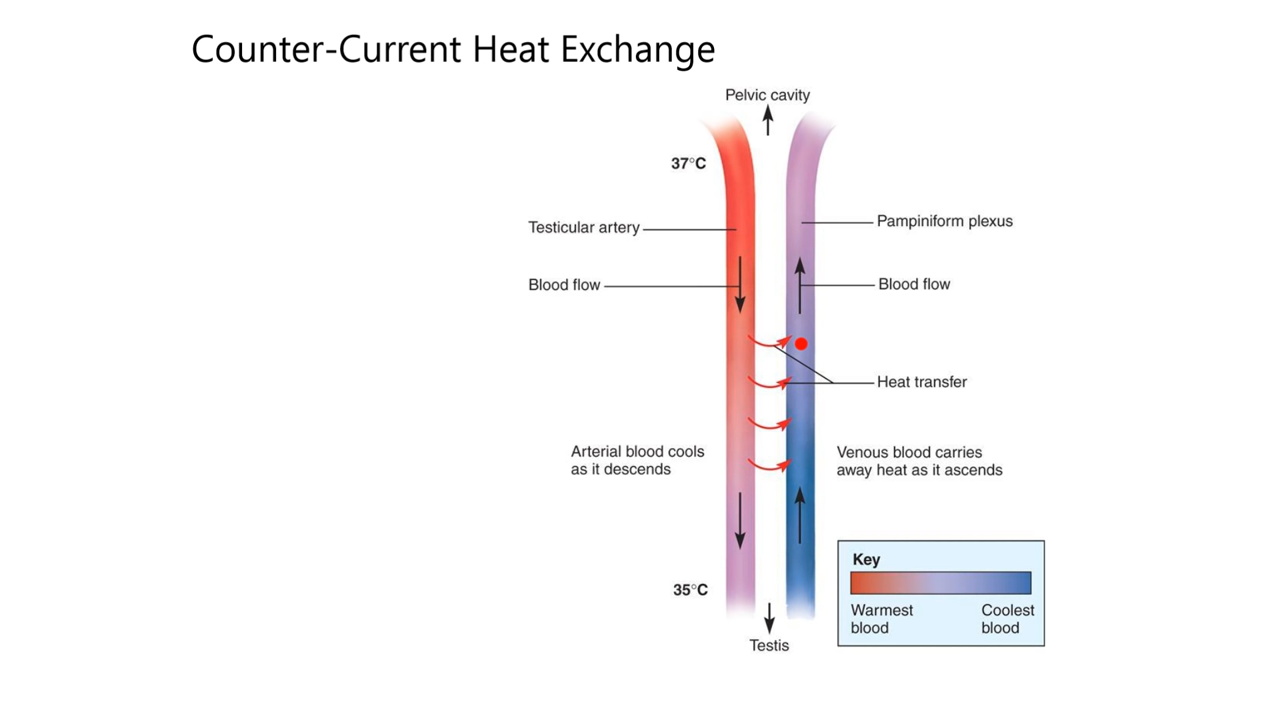 Counter-Current Heat Exchange
Pelvic cavity
37°C
Testicular artery
Pampiniform plexus
Blood flow
Blood flow
Heat transfer
Arterial blood cools
as it descends
Venous blood carries
away heat as it ascends
35°C
Testis
Key
Warmest
blood
Coolest
blood